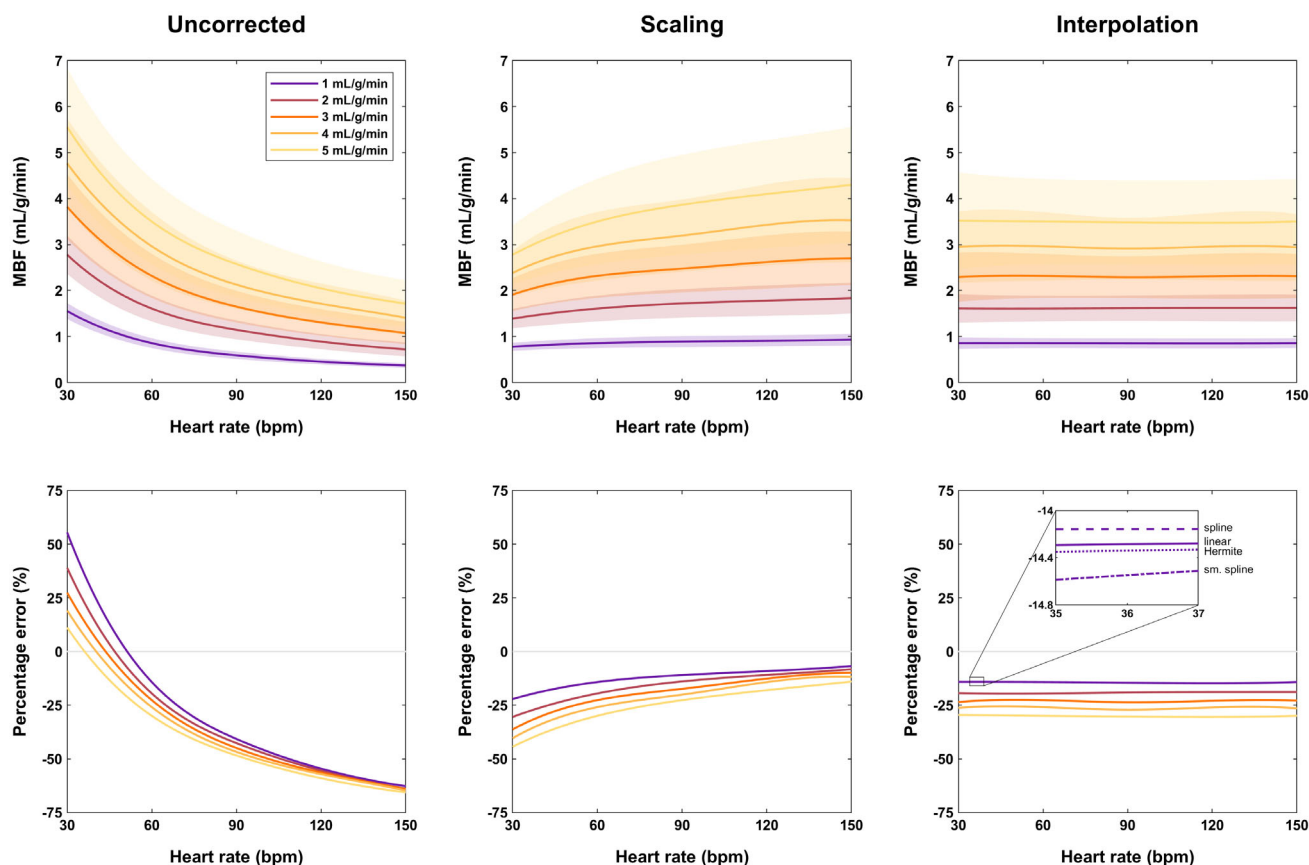 Uncorrected
Scaling
Interpolation
7
6
5
4
3
2
1
0
MBF (mL/g/min)
1 mL/g/min
2 mL/g/min
3 mL/g/min
4 mL/g/min
5 mL/g/min
30 60 90 120 150
Heart rate (bpm)
7
6
5
4
3
2
1
0
MBF (mL/g/min)
30 60 90 120 150
Heart rate (bpm)
7
6
5
4
3
2
1
0
MBF (mL/g/min)
30 60 90 120 150
Heart rate (bpm)
75
50
25
0
-25
-50
-75
Percentage error (%)
30 60 90 120 150
Heart rate (bpm)
75
50
25
0
-25
-50
-75
Percentage error (%)
30 60 90 120 150
Heart rate (bpm)
75
50
25
0
-25
-50
-75
Percentage error (%)
-14
-14.4
-14.8
35 36 37
spline
linear
Hermite
sm. spline
30 60 90 120 150
Heart rate (bpm)